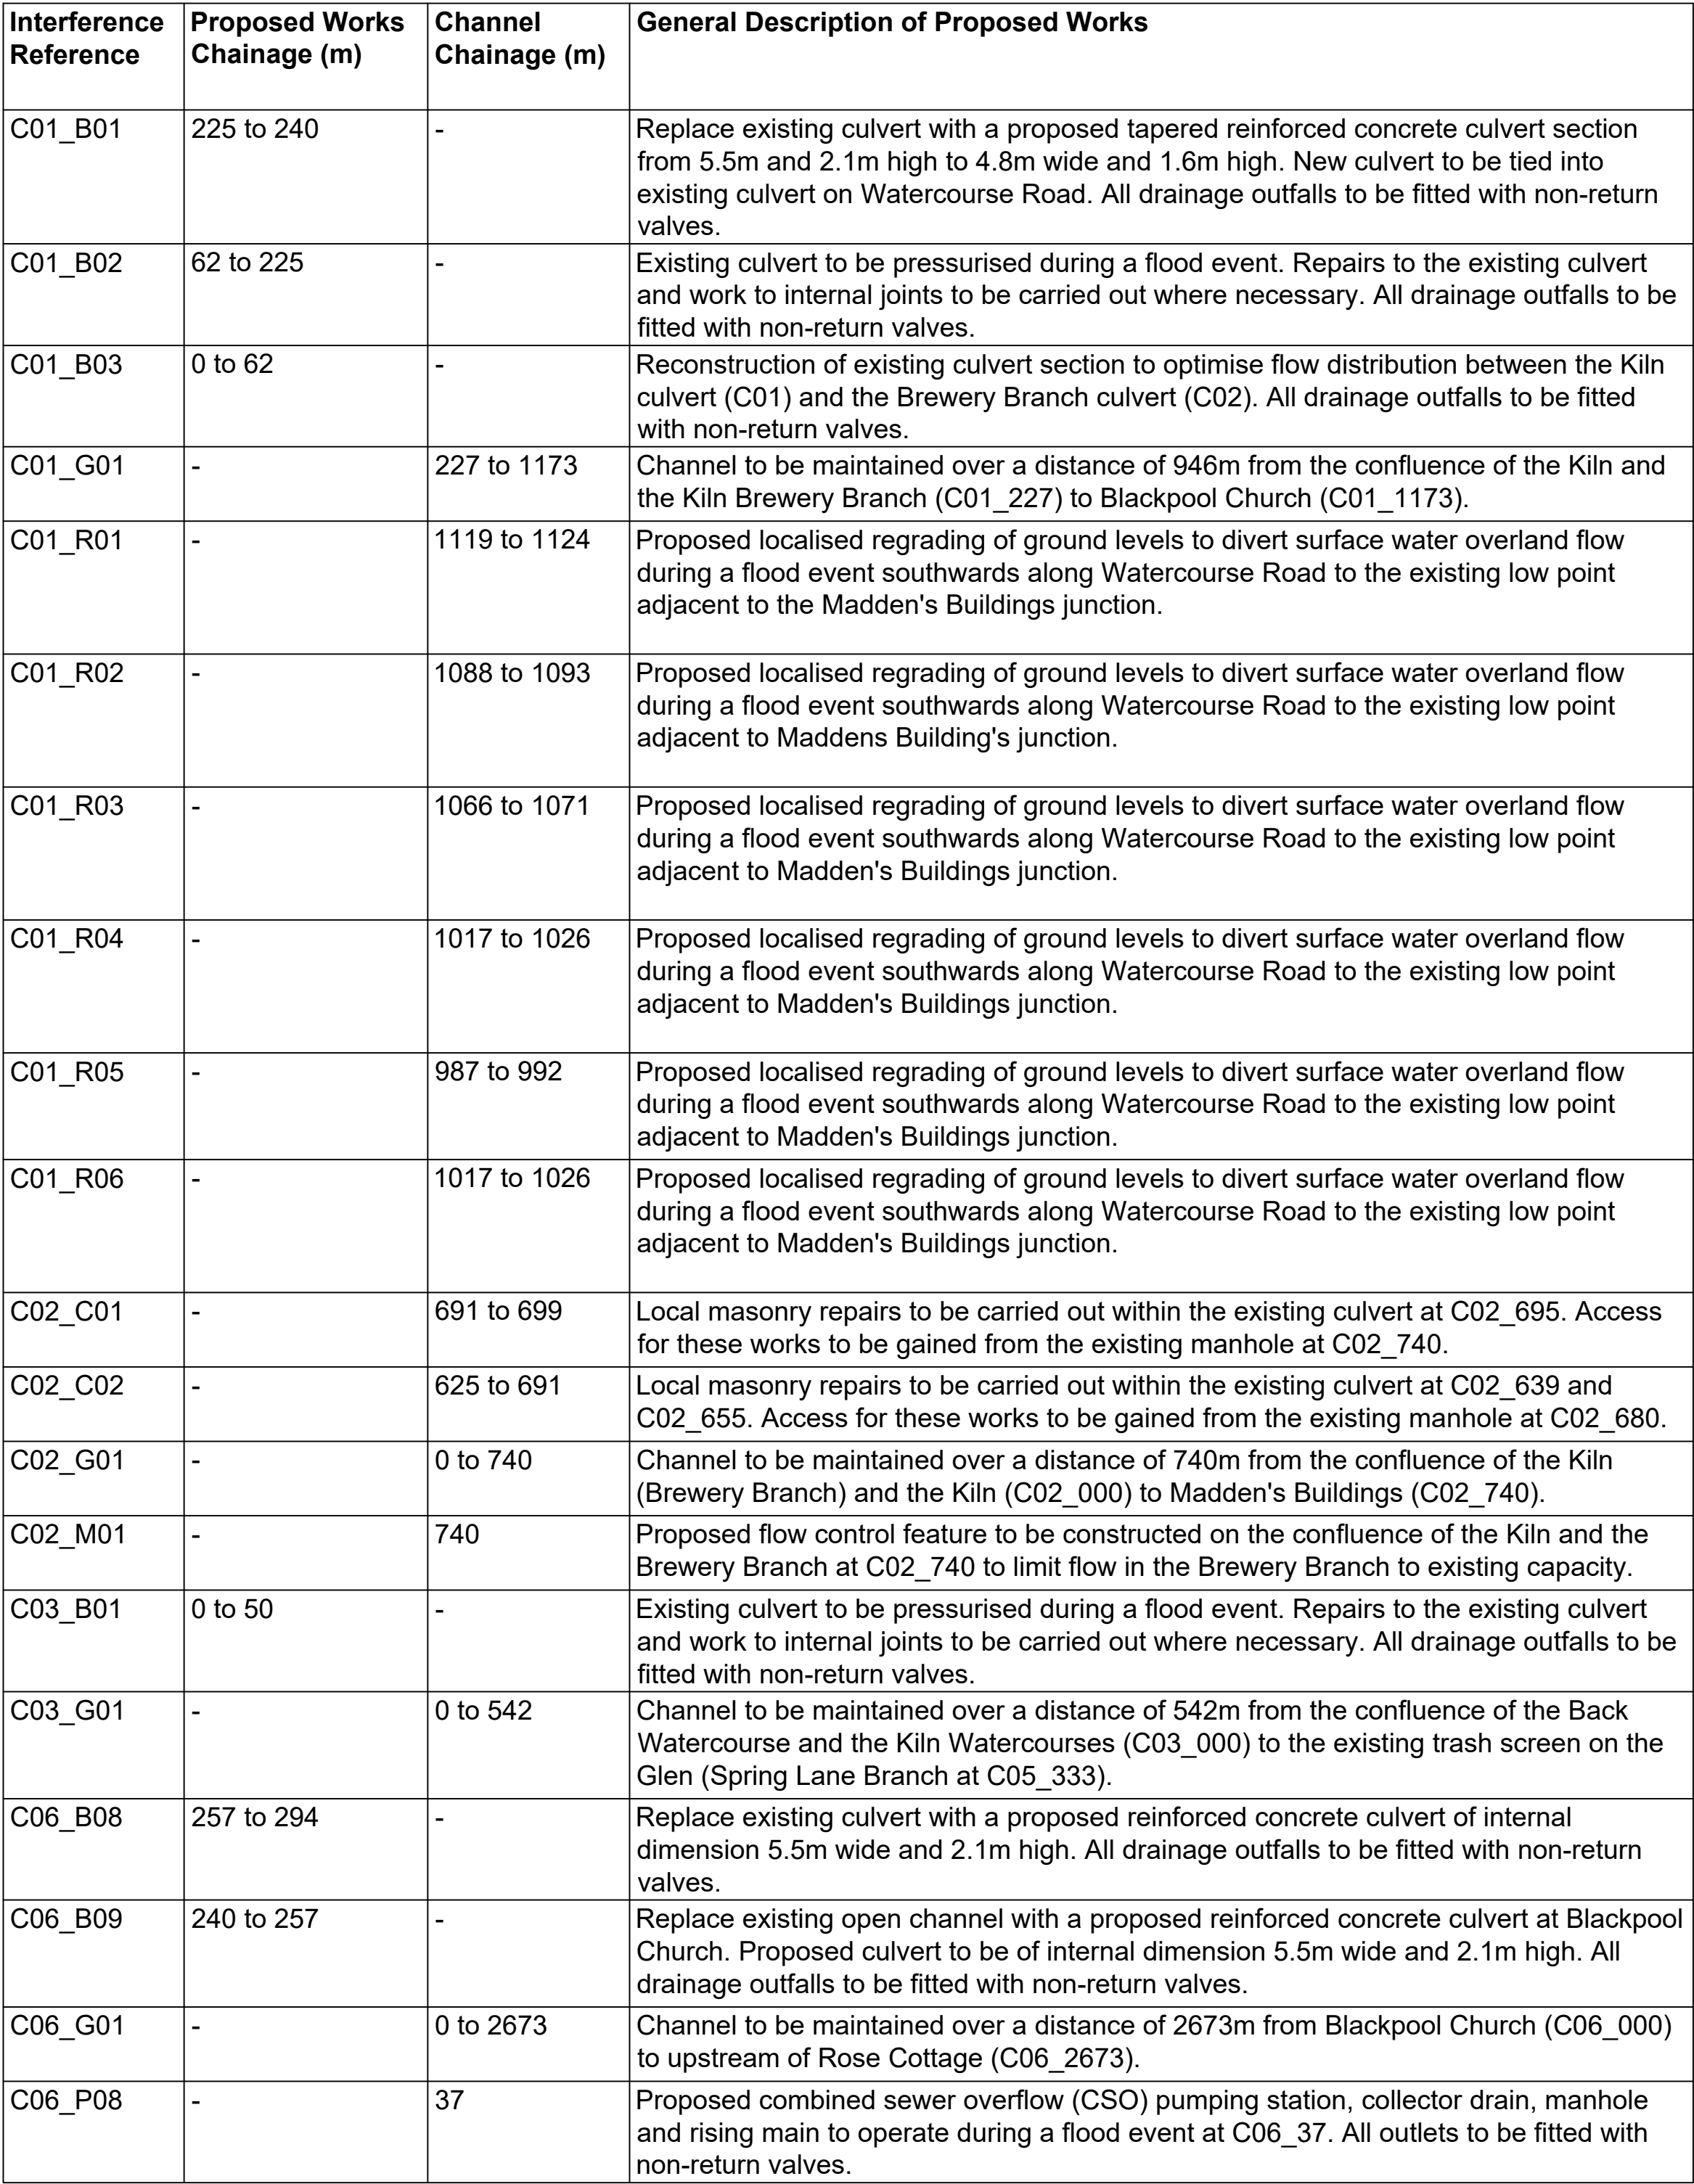 Interference Reference | Proposed Works Chainage (m) | Channel Chainage (m) | General Description of Proposed Works
C01_B01 | 225 to 240 | - | Replace existing culvert with a proposed tapered reinforced concrete culvert section
from 5.5m and 2.1m high to 4.8m wide and 1.6m high. New culvert to be tied into
existing culvert on Watercourse Road. All drainage outfalls to be fitted with non-return
valves.
C01_B02 | 62 to 225 | - | Existing culvert to be pressurised during a flood event. Repairs to the existing culvert
and work to internal joints to be carried out where necessary. All drainage outfalls to be
fitted with non-return valves.
C01_B03 | 0 to 62 | - | Reconstruction of existing culvert section to optimise flow distribution between the Kiln
culvert (C01) and the Brewery Branch culvert (C02). All drainage outfalls to be fitted
with non-return valves.
C01_G01 | - | 227 to 1173 | Channel to be maintained over a distance of 946m from the confluence of the Kiln and
the Kiln Brewery Branch (C01_227) to Blackpool Church (C01_1173).
C01_R01 | - | 1119 to 1124 | Proposed localised regrading of ground levels to divert surface water overland flow
during a flood event southwards along Watercourse Road to the existing low point
adjacent to the Madden's Buildings junction.
C01_R02 | - | 1088 to 1093 | Proposed localised regrading of ground levels to divert surface water overland flow
during a flood event southwards along Watercourse Road to the existing low point
adjacent to Maddens Building's junction.
C01_R03 | - | 1066 to 1071 | Proposed localised regrading of ground levels to divert surface water overland flow
during a flood event southwards along Watercourse Road to the existing low point
adjacent to Madden's Buildings junction.
C01_R04 | - | 1017 to 1026 | Proposed localised regrading of ground levels to divert surface water overland flow
during a flood event southwards along Watercourse Road to the existing low point
adjacent to Madden's Buildings junction.
C01_R05 | - | 987 to 992 | Proposed localised regrading of ground levels to divert surface water overland flow
during a flood event southwards along Watercourse Road to the existing low point
adjacent to Madden's Buildings junction.
C01_R06 | - | 1017 to 1026 | Proposed localised regrading of ground levels to divert surface water overland flow
during a flood event southwards along Watercourse Road to the existing low point
adjacent to Madden's Buildings junction.
C02_C01 | - | 691 to 699 | Local masonry repairs to be carried out within the existing culvert at C02_695. Access
for these works to be gained from the existing manhole at C02_740.
C02_C02 | - | 625 to 691 | Local masonry repairs to be carried out within the existing culvert at C02_639 and
C02_655. Access for these works to be gained from the existing manhole at C02_680.
C02_G01 | - | 0 to 740 | Channel to be maintained over a distance of 740m from the confluence of the Kiln
(Brewery Branch) and the Kiln (C02_000) to Madden's Buildings (C02_740).
C02_M01 | - | 740 | Proposed flow control feature to be constructed on the confluence of the Kiln and the
Brewery Branch at C02_740 to limit flow in the Brewery Branch to existing capacity.
C03_B01 | 0 to 50 | - | Existing culvert to be pressurised during a flood event. Repairs to the existing culvert
and work to internal joints to be carried out where necessary. All drainage outfalls to be
fitted with non-return valves.
C03_G01 | - | 0 to 542 | Channel to be maintained over a distance of 542m from the confluence of the Back
Watercourse and the Kiln Watercourses (C03_000) to the existing trash screen on the
Glen (Spring Lane Branch at C05_333).
C06_B08 | 257 to 294 | - | Replace existing culvert with a proposed reinforced concrete culvert of internal
dimension 5.5m wide and 2.1m high. All drainage outfalls to be fitted with non-return
valves.
C06_B09 | 240 to 257 | - | Replace existing open channel with a proposed reinforced concrete culvert at Blackpool
Church. Proposed culvert to be of internal dimension 5.5m wide and 2.1m high. All
drainage outfalls to be fitted with non-return valves.
C06_G01 | - | 0 to 2673 | Channel to be maintained over a distance of 2673m from Blackpool Church (C06_000)
to upstream of Rose Cottage (C06_2673).
C06_P08 | - | 37 | Proposed combined sewer overflow (CSO) pumping station, collector drain, manhole
and rising main to operate during a flood event at C06_37. All outlets to be fitted with
non-return valves.